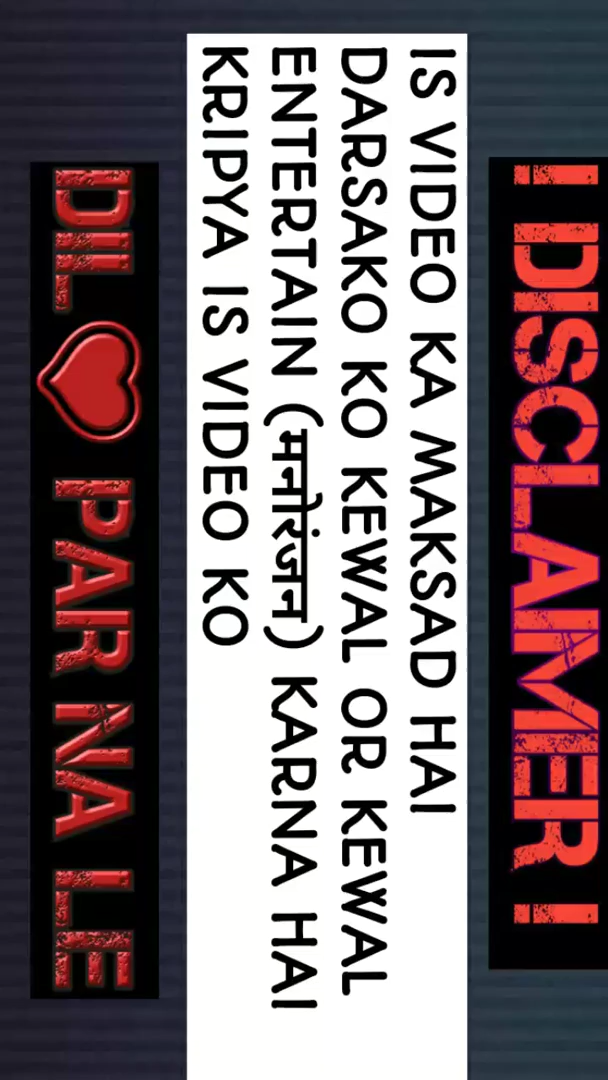 ! DISCLAIMER !
IS VIDEO KA MAKSAD HAI
DARSAKO KO KEWAL OR KEWAL
ENTERTAIN (मनोरंजन) KARNA HAI
KRIPYA IS VIDEO KO
DIL PAR NA LE